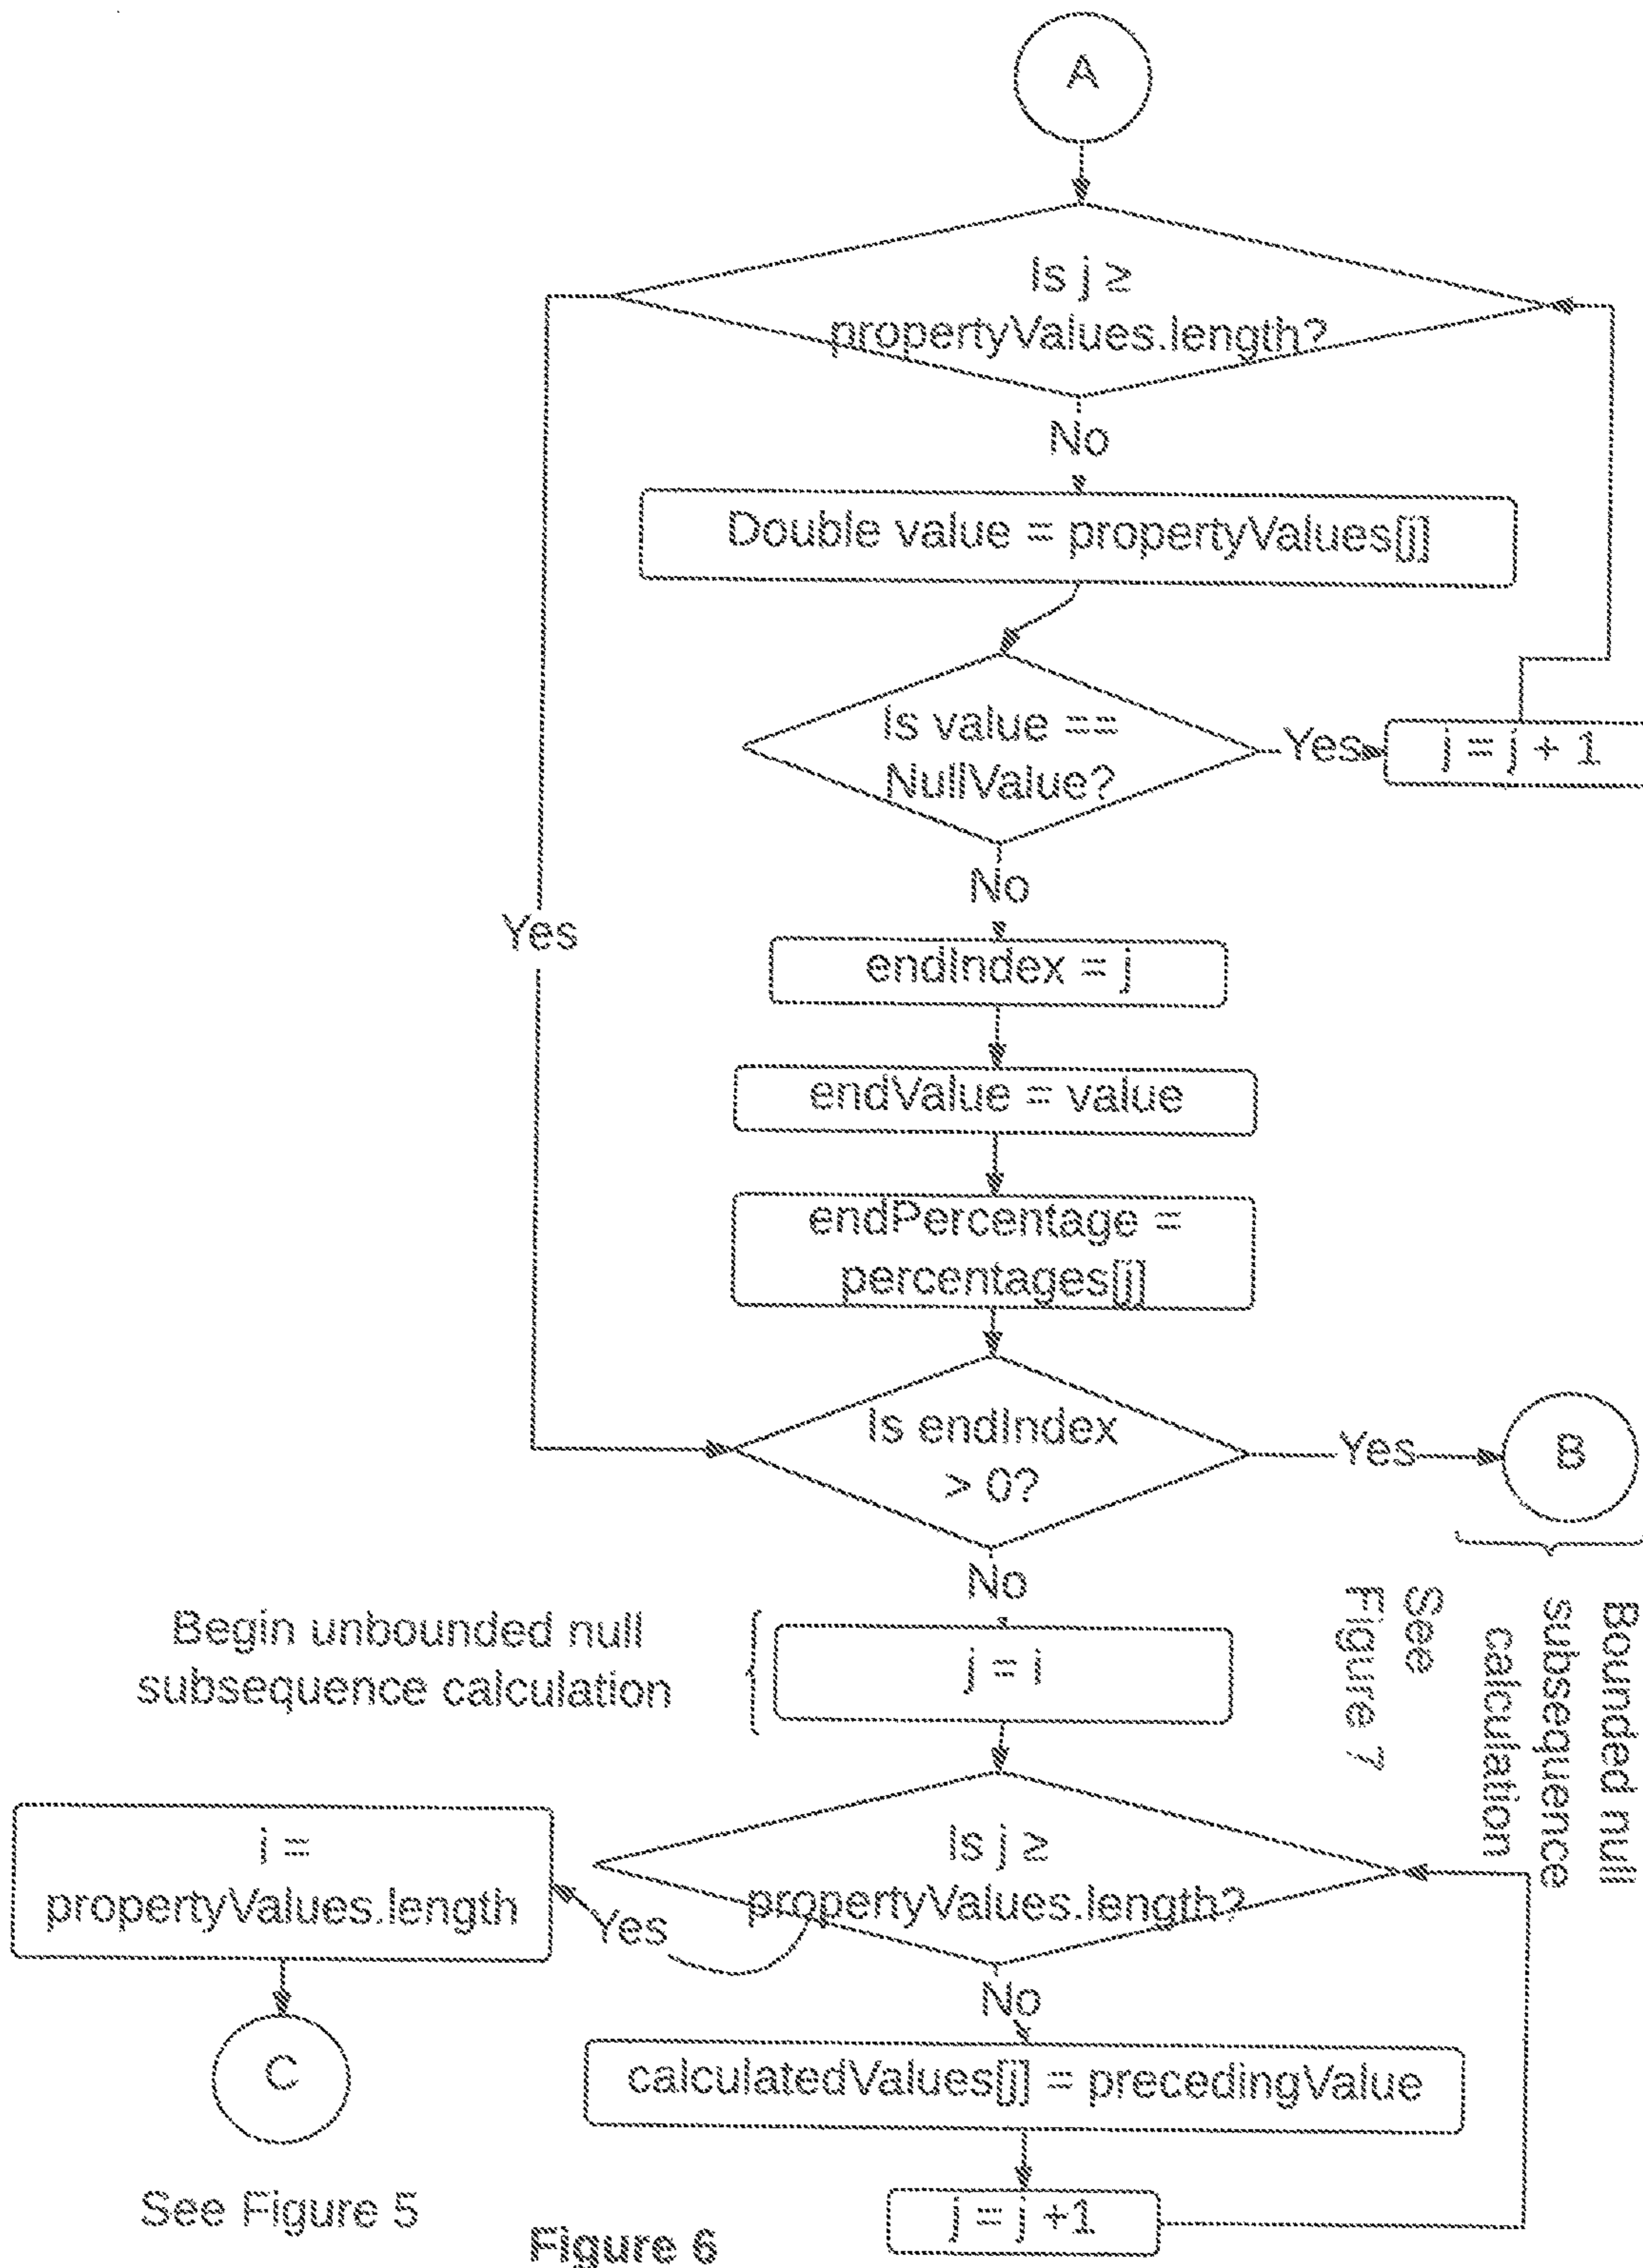 A
Is j ≥
propertyValues.length?
No
Double value = propertyValues[j]
Is value ==
NullValue?
Yes
j = j + 1
No
Yes
endIndex = j
endValue = value
endPercentage =
percentages[j]
Is endIndex
> 0?
Yes
B
No
Bounded null
subsequence
calculation
See
Figure 7
Begin unbounded null
subsequence calculation
j = i
Is j ≥
propertyValues.length?
Yes
i =
propertyValues.length
No
C
calculatedValues[j] = precedingValue
See Figure 5
j = j +1
Figure 6